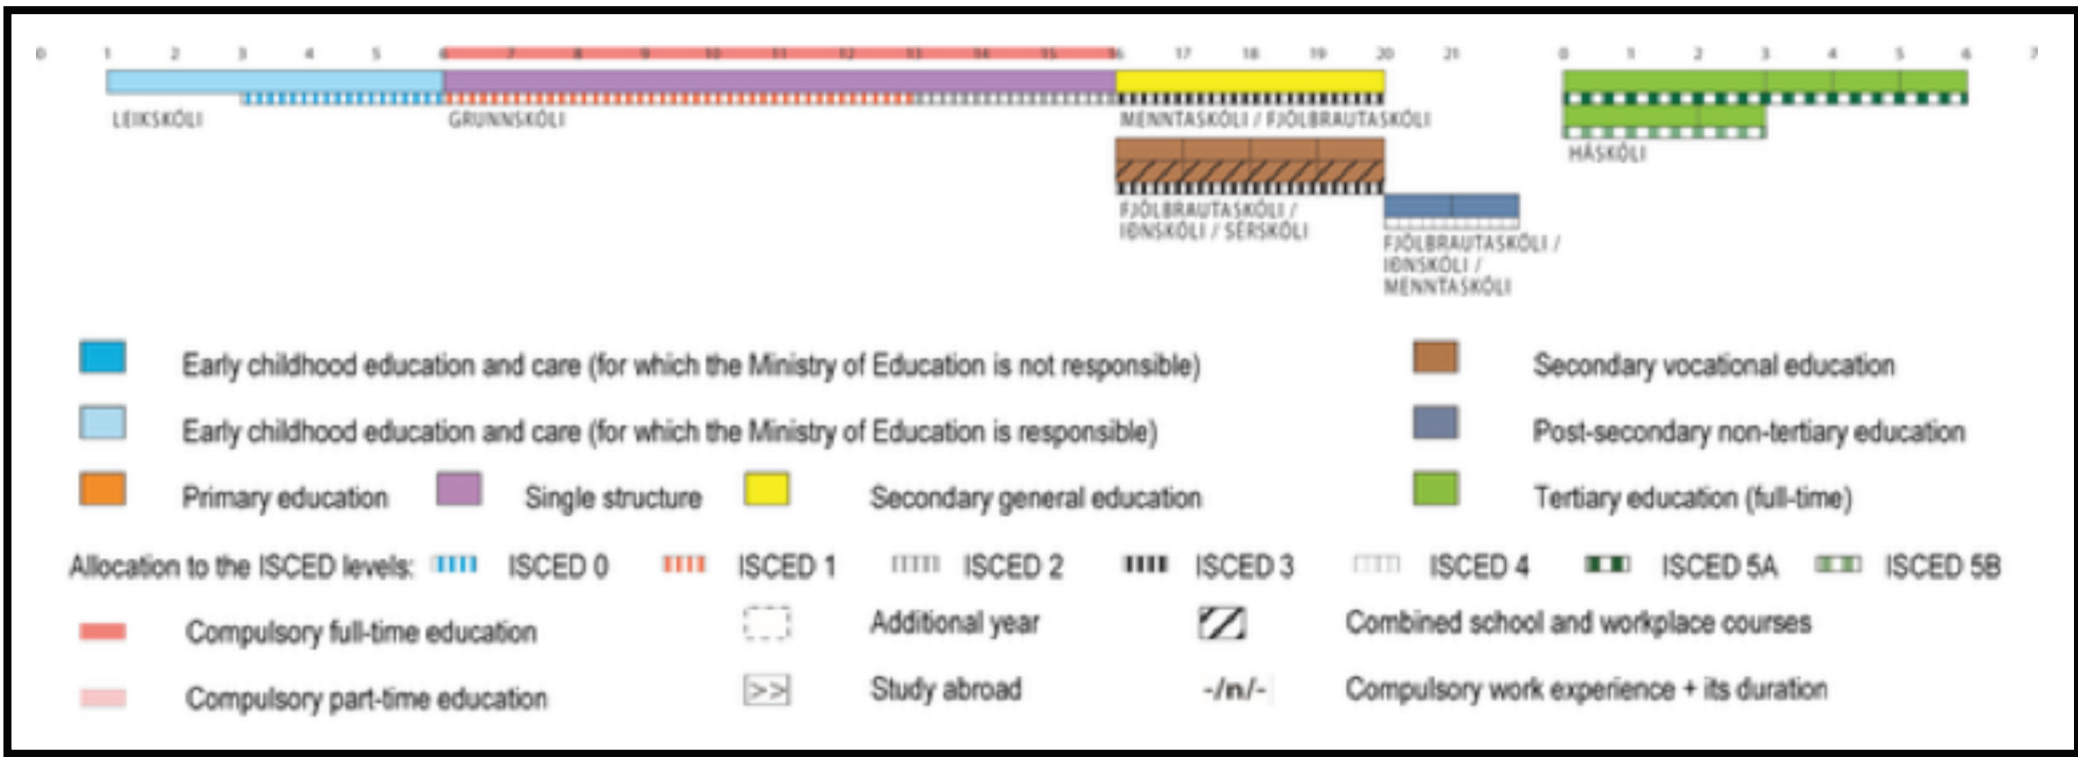 0 1 2 3 4 5 6 7 8 9 10 11 12 13 14 15 16 17 18 19 20 21 0 1 2 3 4 5 6 7
LEIKSKÓLI GRUNNSKÓLI MENNTASKÓLI / FJÖLBRAUTASKÓLI
HÁSKÓLI
FJÖLBRAUTASKÓLI /
IÐNSKÓLI / SÉRSKÓLI
FJÖLBRAUTASKÓLI /
IÐNSKÓLI /
MENNTASKÓLI
Early childhood education and care (for which the Ministry of Education is not responsible) Secondary vocational education
Early childhood education and care (for which the Ministry of Education is responsible) Post-secondary non-tertiary education
Primary education Single structure Secondary general education Tertiary education (full-time)
Allocation to the ISCED levels: ISCED 0 ISCED 1 ISCED 2 ISCED 3 ISCED 4 ISCED 5A ISCED 5B
Compulsory full-time education Additional year Combined school and workplace courses
Compulsory part-time education >> Study abroad -/n/- Compulsory work experience + its duration